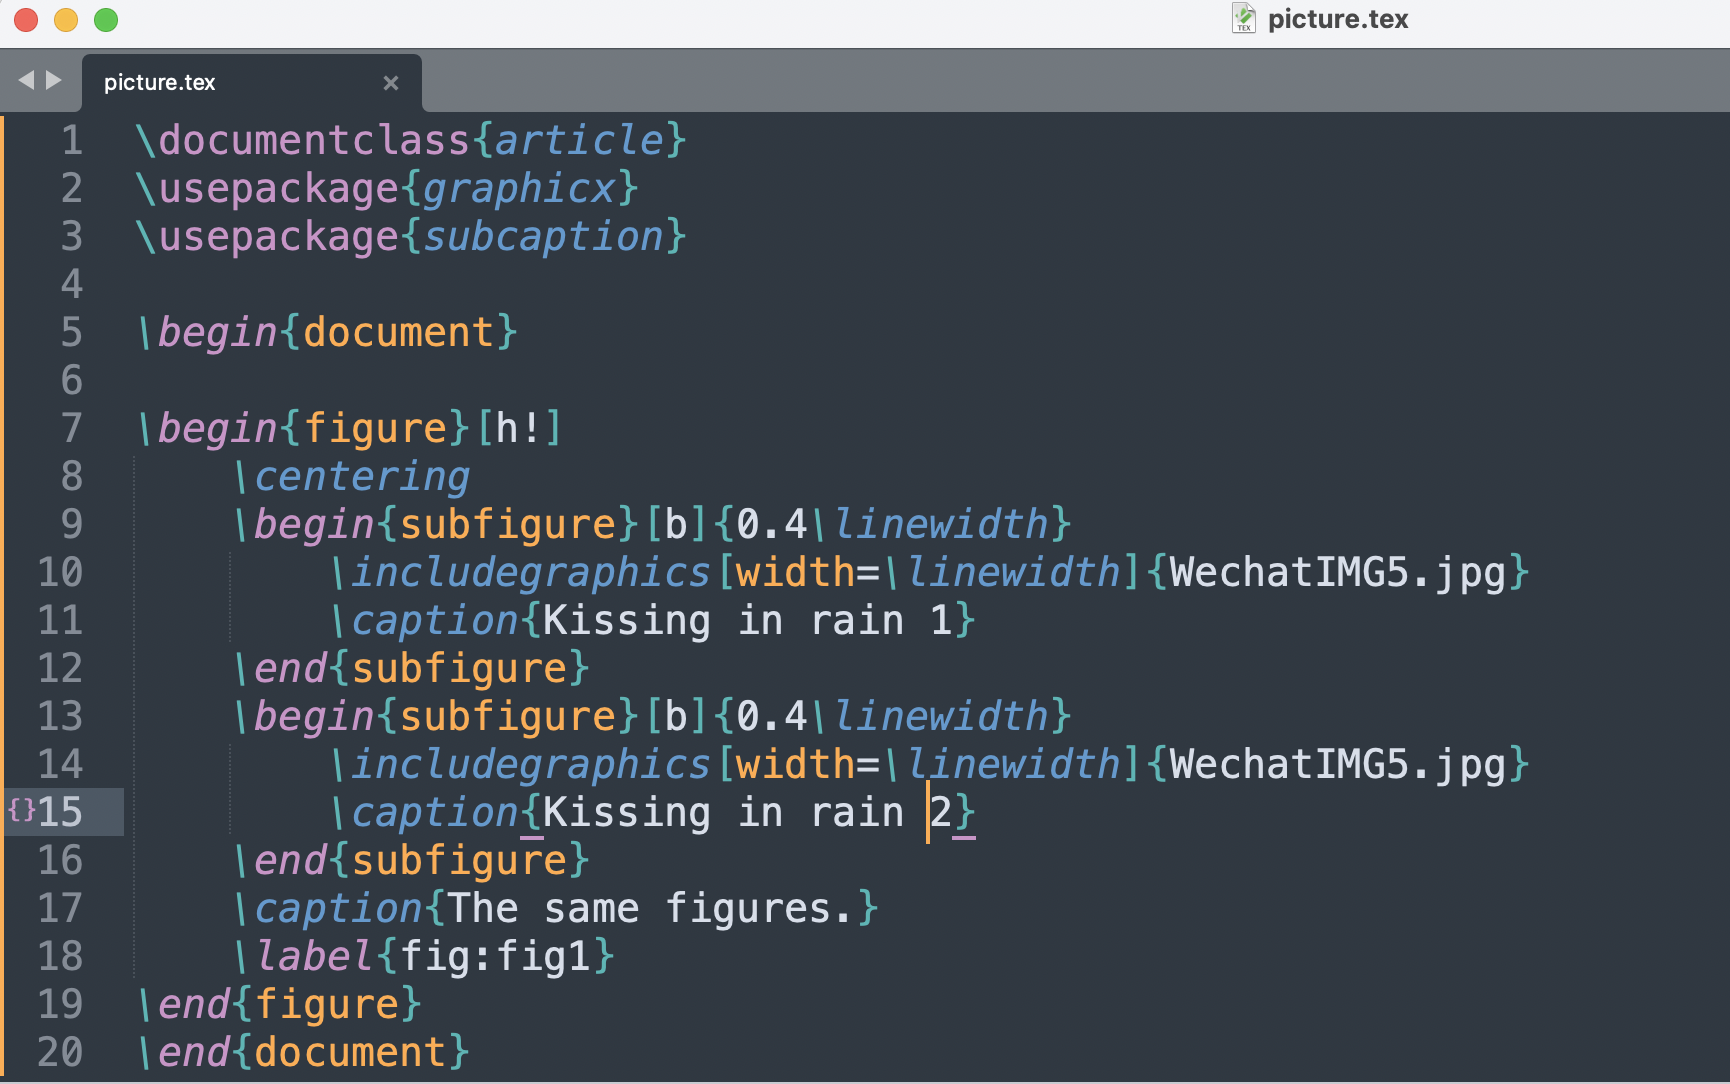 picture.tex
picture.tex
1 \documentclass{article}
2 \usepackage{graphicx}
3 \usepackage{subcaption}
4
5 \begin{document}
6
7 \begin{figure}[h!]
8     \centering
9     \begin{subfigure}[b]{0.4\linewidth}
10         \includegraphics[width=\linewidth]{WechatIMG5.jpg}
11         \caption{Kissing in rain 1}
12     \end{subfigure}
13     \begin{subfigure}[b]{0.4\linewidth}
14         \includegraphics[width=\linewidth]{WechatIMG5.jpg}
{}15         \caption{Kissing in rain 2}
16     \end{subfigure}
17     \caption{The same figures.}
18     \label{fig:fig1}
19 \end{figure}
20 \end{document}